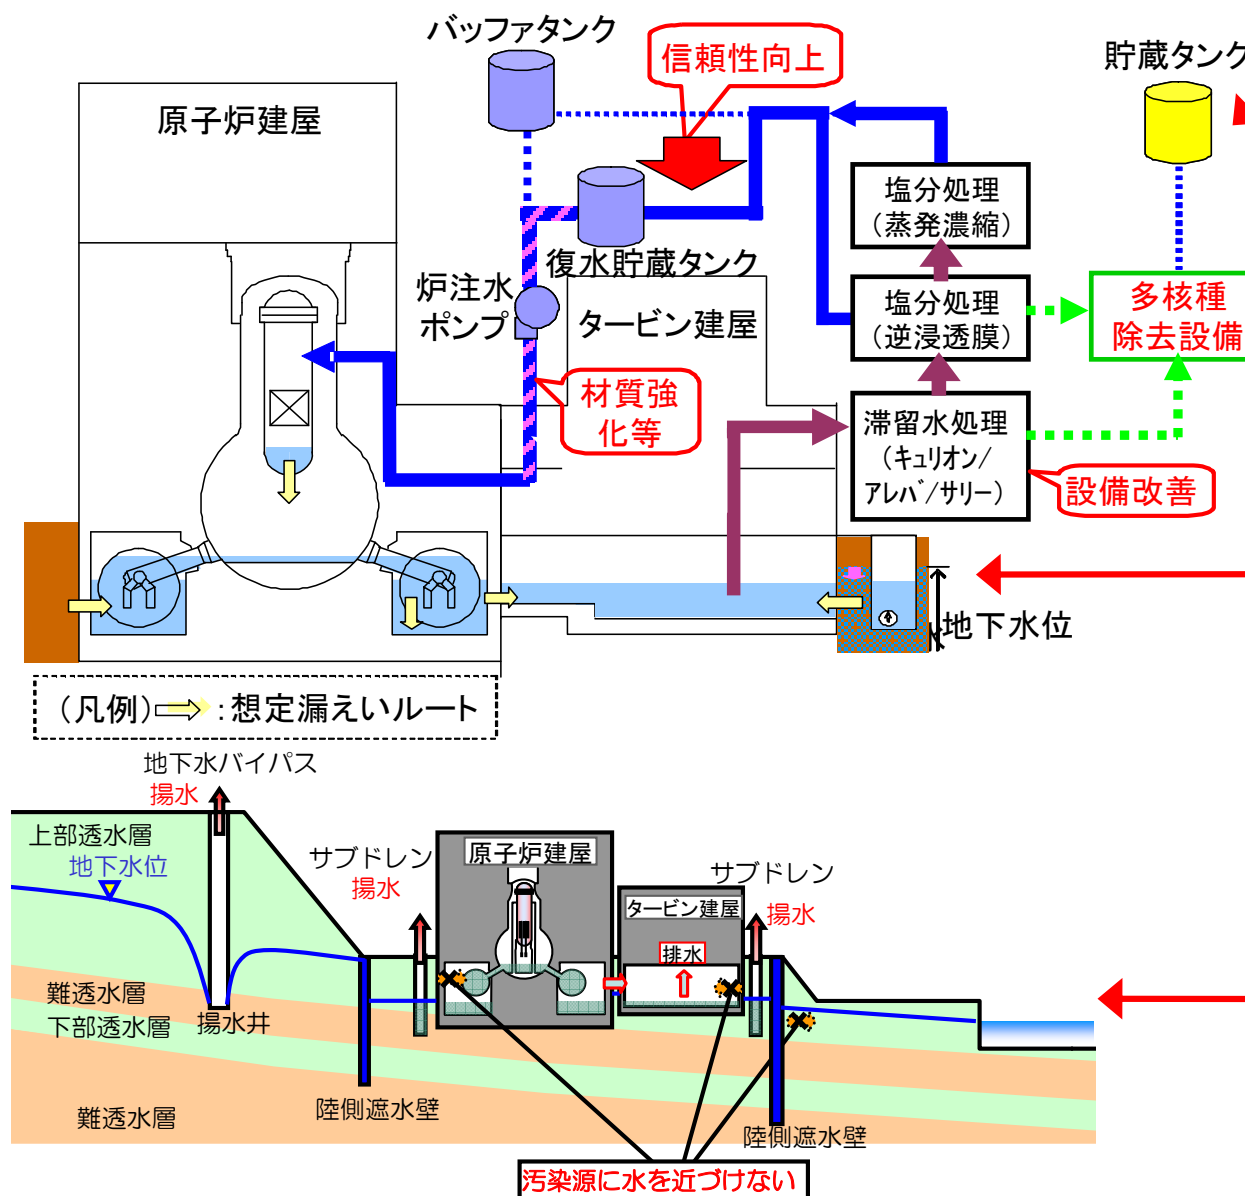 バッファタンク
信頼性向上
貯蔵タンク
原子炉建屋
塩分処理
（蒸発濃縮）
復水貯蔵タンク
炉注水
ポンプ
タービン建屋
塩分処理
（逆浸透膜）
多核種
除去設備
材質強
化等
滞留水処理
（キュリオン/
アレバ/サリー）
設備改善
地下水位
（凡例） ：想定漏えいルート
地下水バイパス
揚水
上部透水層
地下水位
サブドレン
揚水
原子炉建屋
サブドレン
揚水
タービン建屋
排水
難透水層
下部透水層
揚水井
難透水層
陸側遮水壁
陸側遮水壁
汚染源に水を近づけない